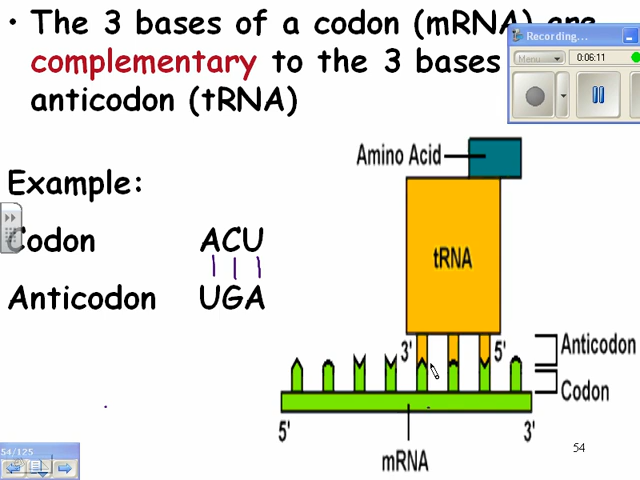 • The 3 bases of a codon (mRNA) are
complementary to the 3 bases
anticodon (tRNA)
Recording...
Menu
0:06:11
Example:
Codon ACU
Anticodon UGA
Amino Acid
tRNA
3' 5'
Anticodon
Codon
5' 3'
mRNA
54
54/125